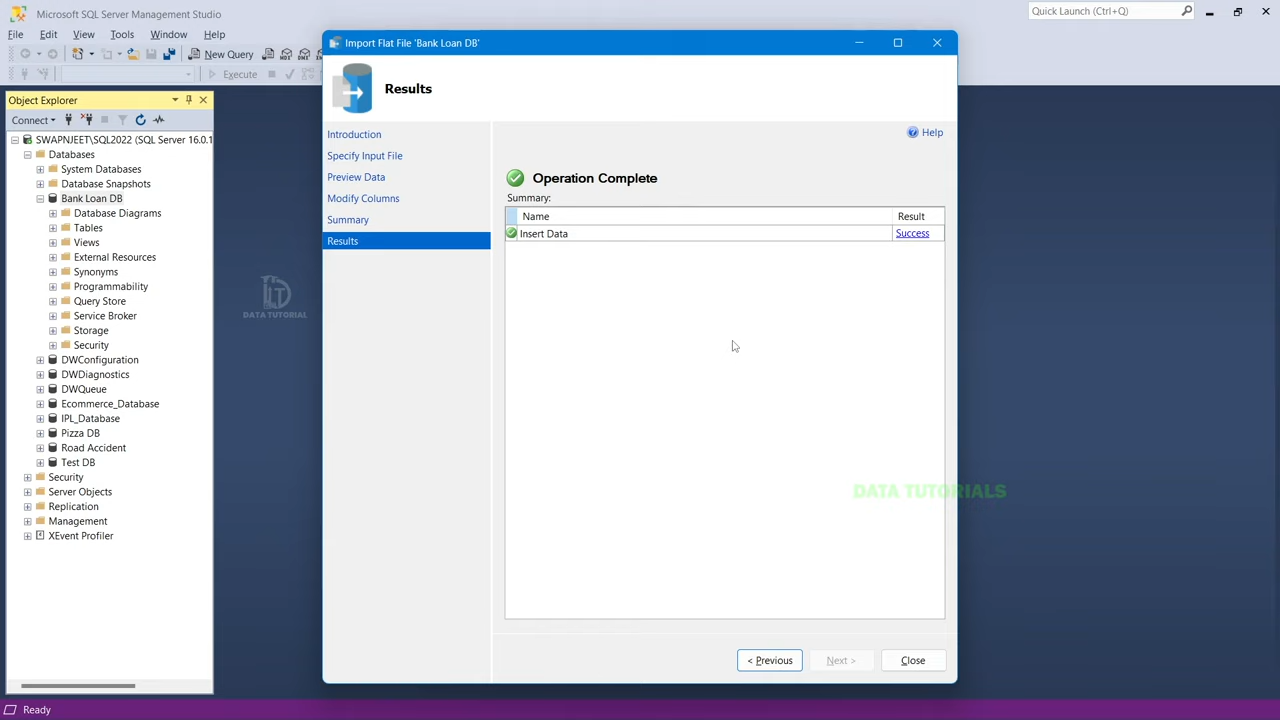 Microsoft SQL Server Management Studio
Quick Launch (Ctrl+Q)
File Edit View Tools Window Help
New Query
Execute
Import Flat File 'Bank Loan DB'
Results
Object Explorer
Connect
SWAPNJEET\SQL2022 (SQL Server 16.0.1
Databases
System Databases
Database Snapshots
Bank Loan DB
Database Diagrams
Tables
Views
External Resources
Synonyms
Programmability
Query Store
Service Broker
Storage
Security
DWConfiguration
DWDiagnostics
DWQueue
Ecommerce_Database
IPL_Database
Pizza DB
Road Accident
Test DB
Security
Server Objects
Replication
Management
XEvent Profiler
Introduction
Specify Input File
Preview Data
Modify Columns
Summary
Results
Help
Operation Complete
Summary:
Name Result
Insert Data Success
DATA TUTORIAL
DATA TUTORIALS
< Previous Next > Close
Ready